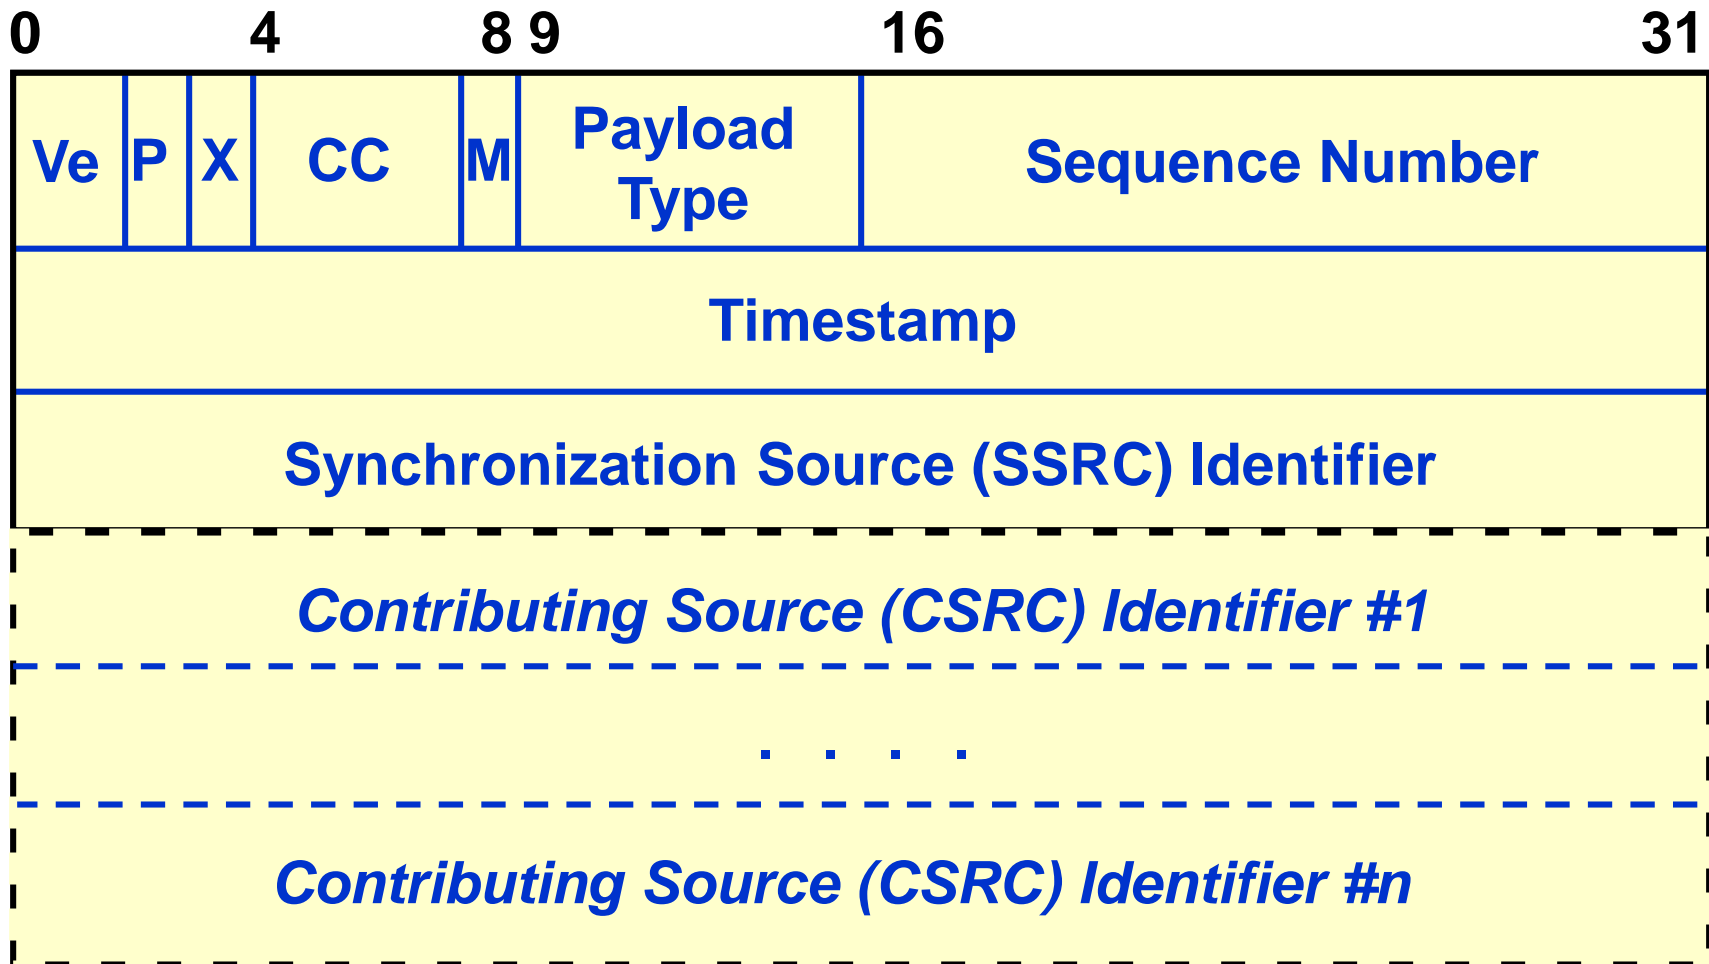 0 4 8 9 16 31
Ve P X CC M Payload Type Sequence Number
Timestamp
Synchronization Source (SSRC) Identifier
Contributing Source (CSRC) Identifier #1
. . . .
Contributing Source (CSRC) Identifier #n